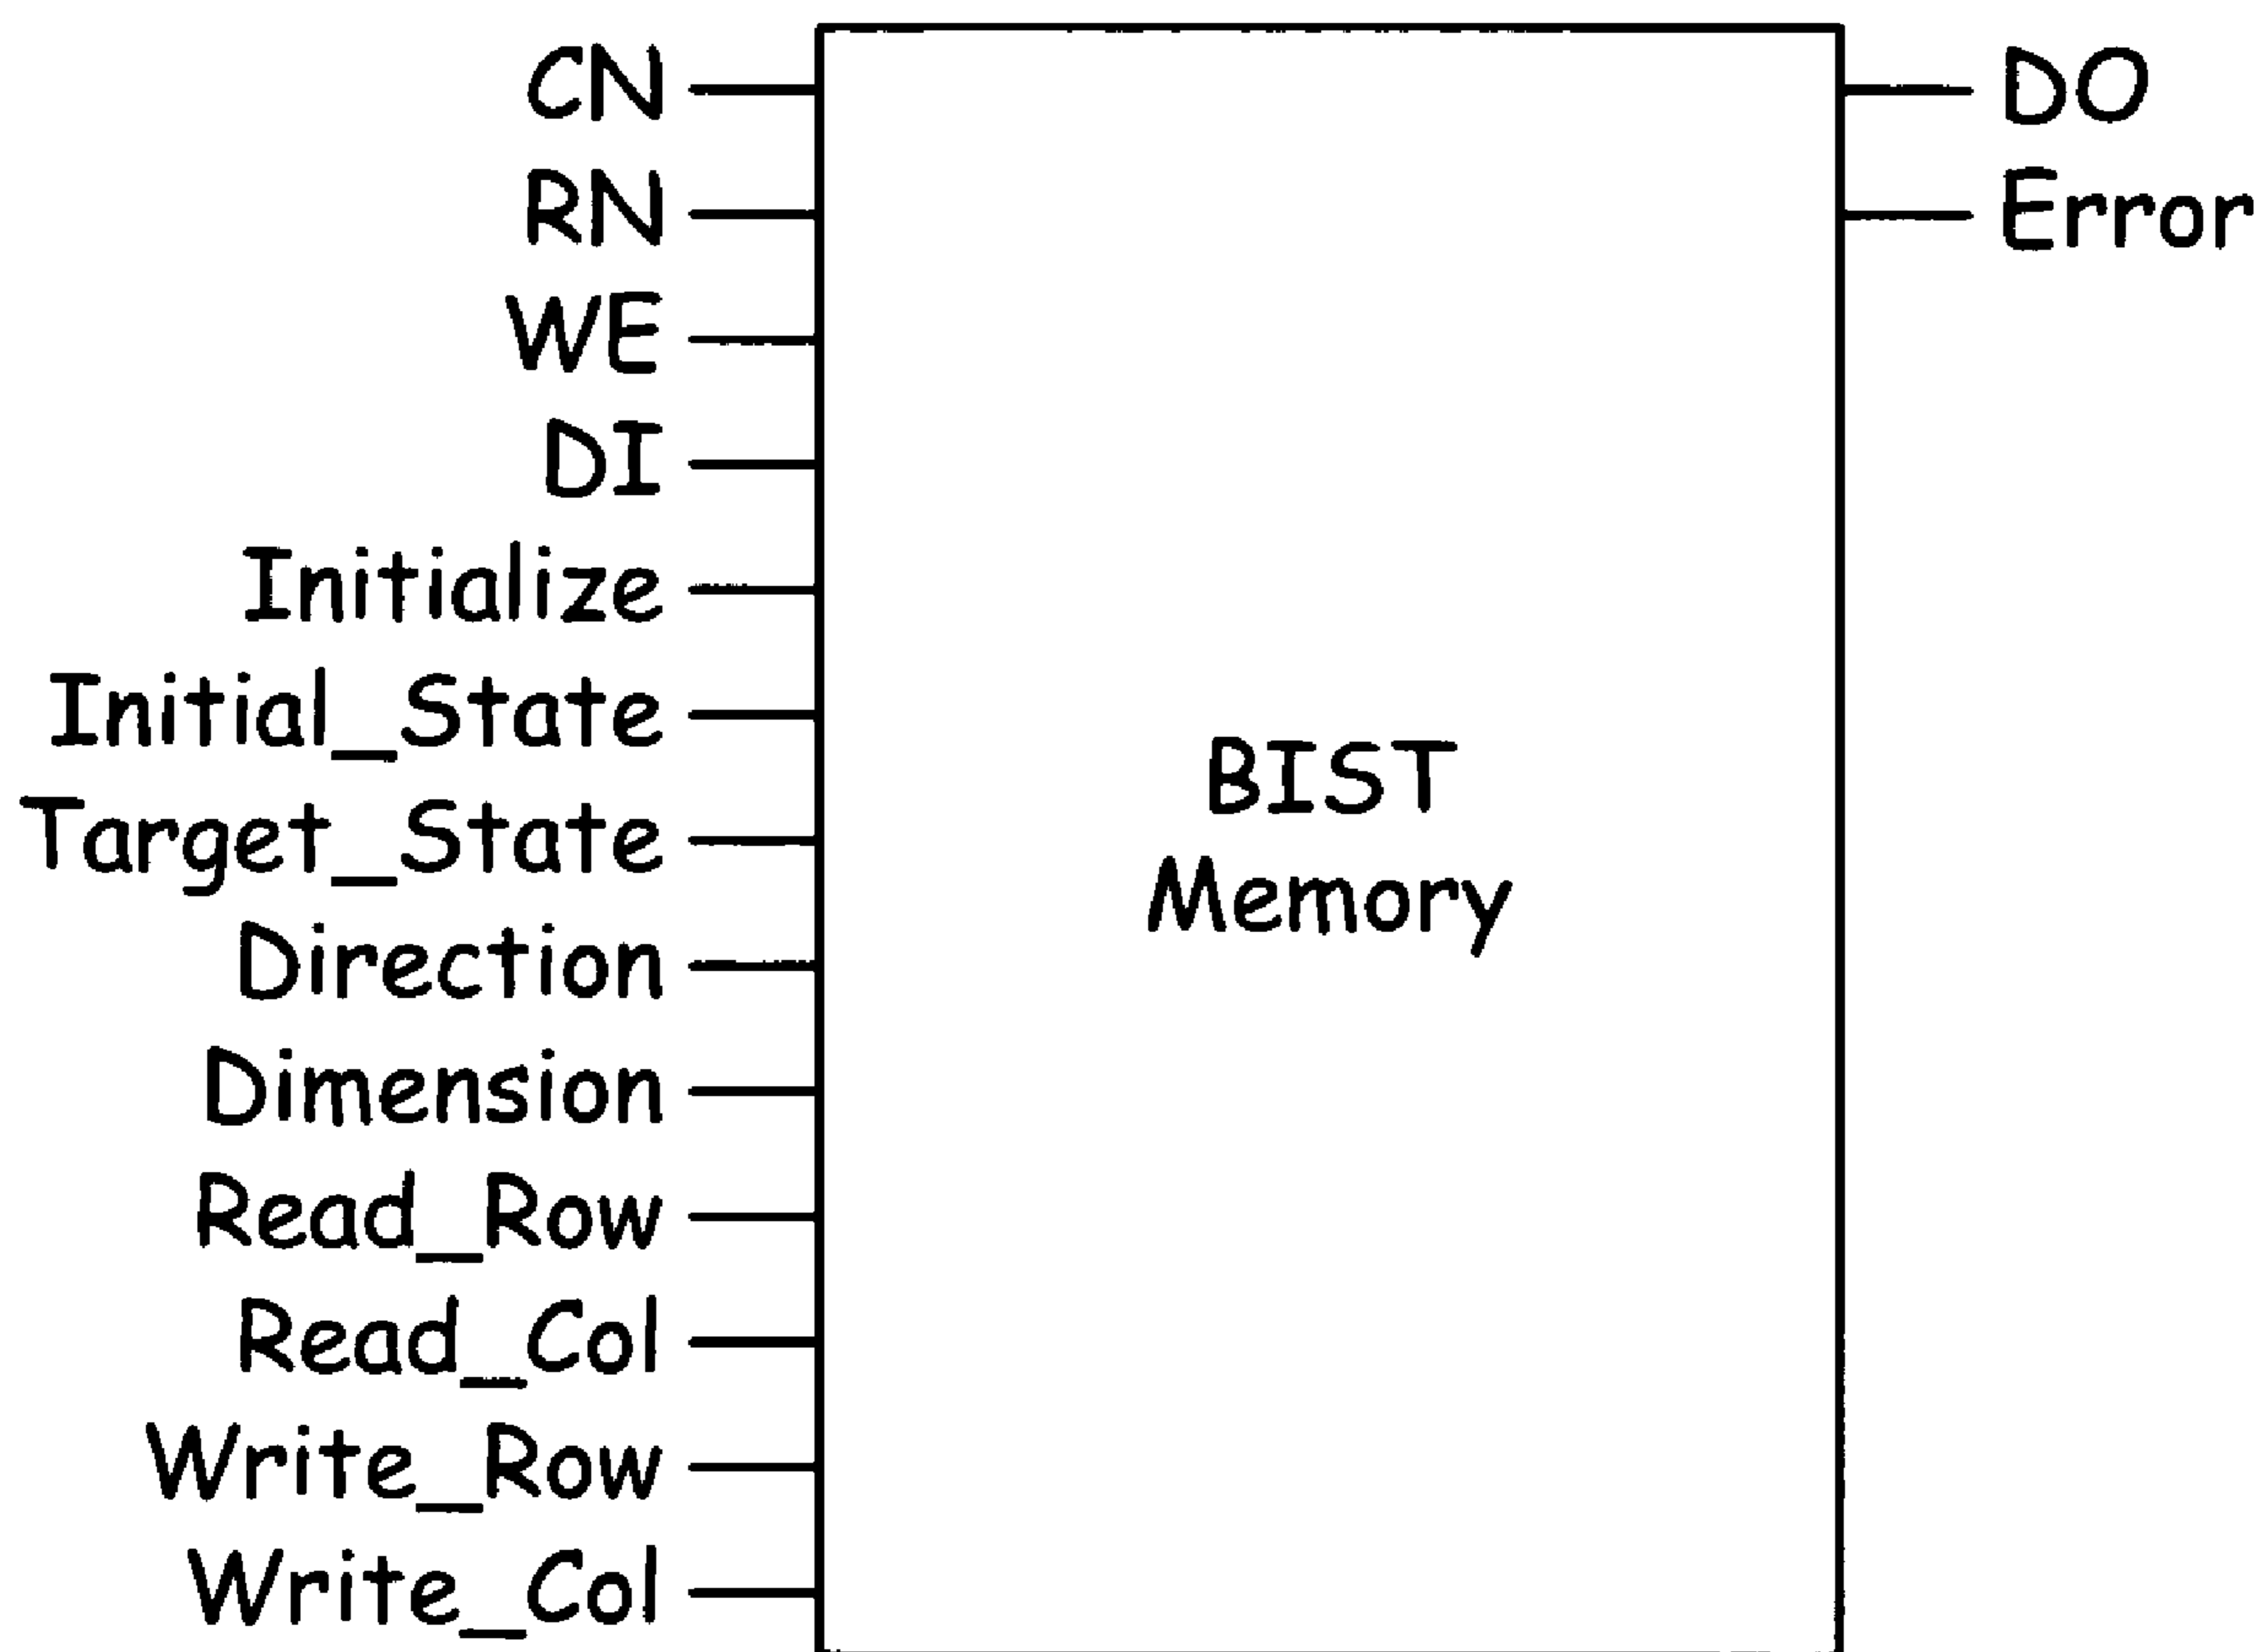 CN
RN
WE
DI
Initialize
Initial_State
Target_State
Direction
Dimension
Read_Row
Read_Col
Write_Row
Write_Col
BIST
Memory
DO
Error